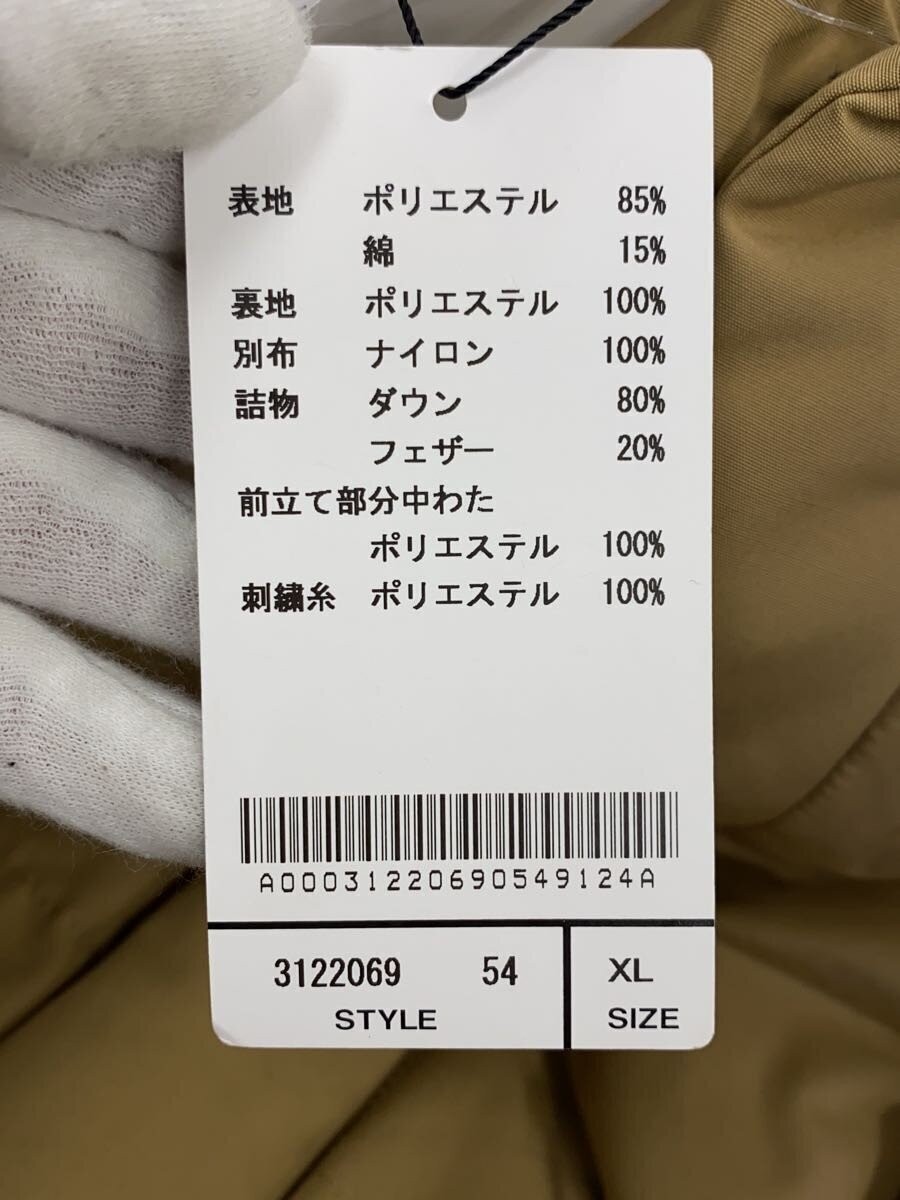 表地 ポリエステル 85%
綿 15%
裏地 ポリエステル 100%
別布 ナイロン 100%
詰物 ダウン 80%
フェザー 20%
前立て部分中わた
ポリエステル 100%
刺繍糸 ポリエステル 100%
A00031220690549124A
3122069 54 XL
STYLE SIZE